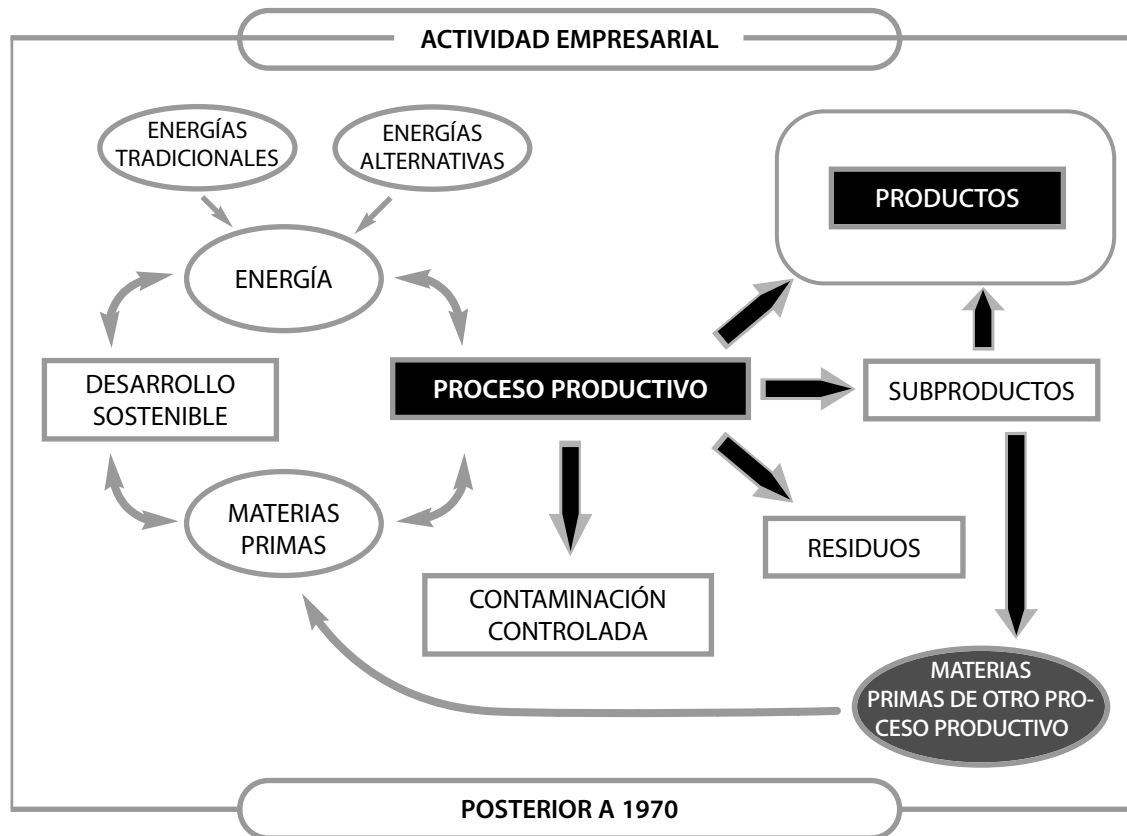 ACTIVIDAD EMPRESARIAL
ENERGÍAS
TRADICIONALES
ENERGÍAS
ALTERNATIVAS
PRODUCTOS
ENERGÍA
DESARROLLO
SOSTENIBLE
PROCESO PRODUCTIVO
SUBPRODUCTOS
MATERIAS
PRIMAS
RESIDUOS
CONTAMINACIÓN
CONTROLADA
MATERIAS
PRIMAS DE OTRO PRO-
CESO PRODUCTIVO
POSTERIOR A 1970